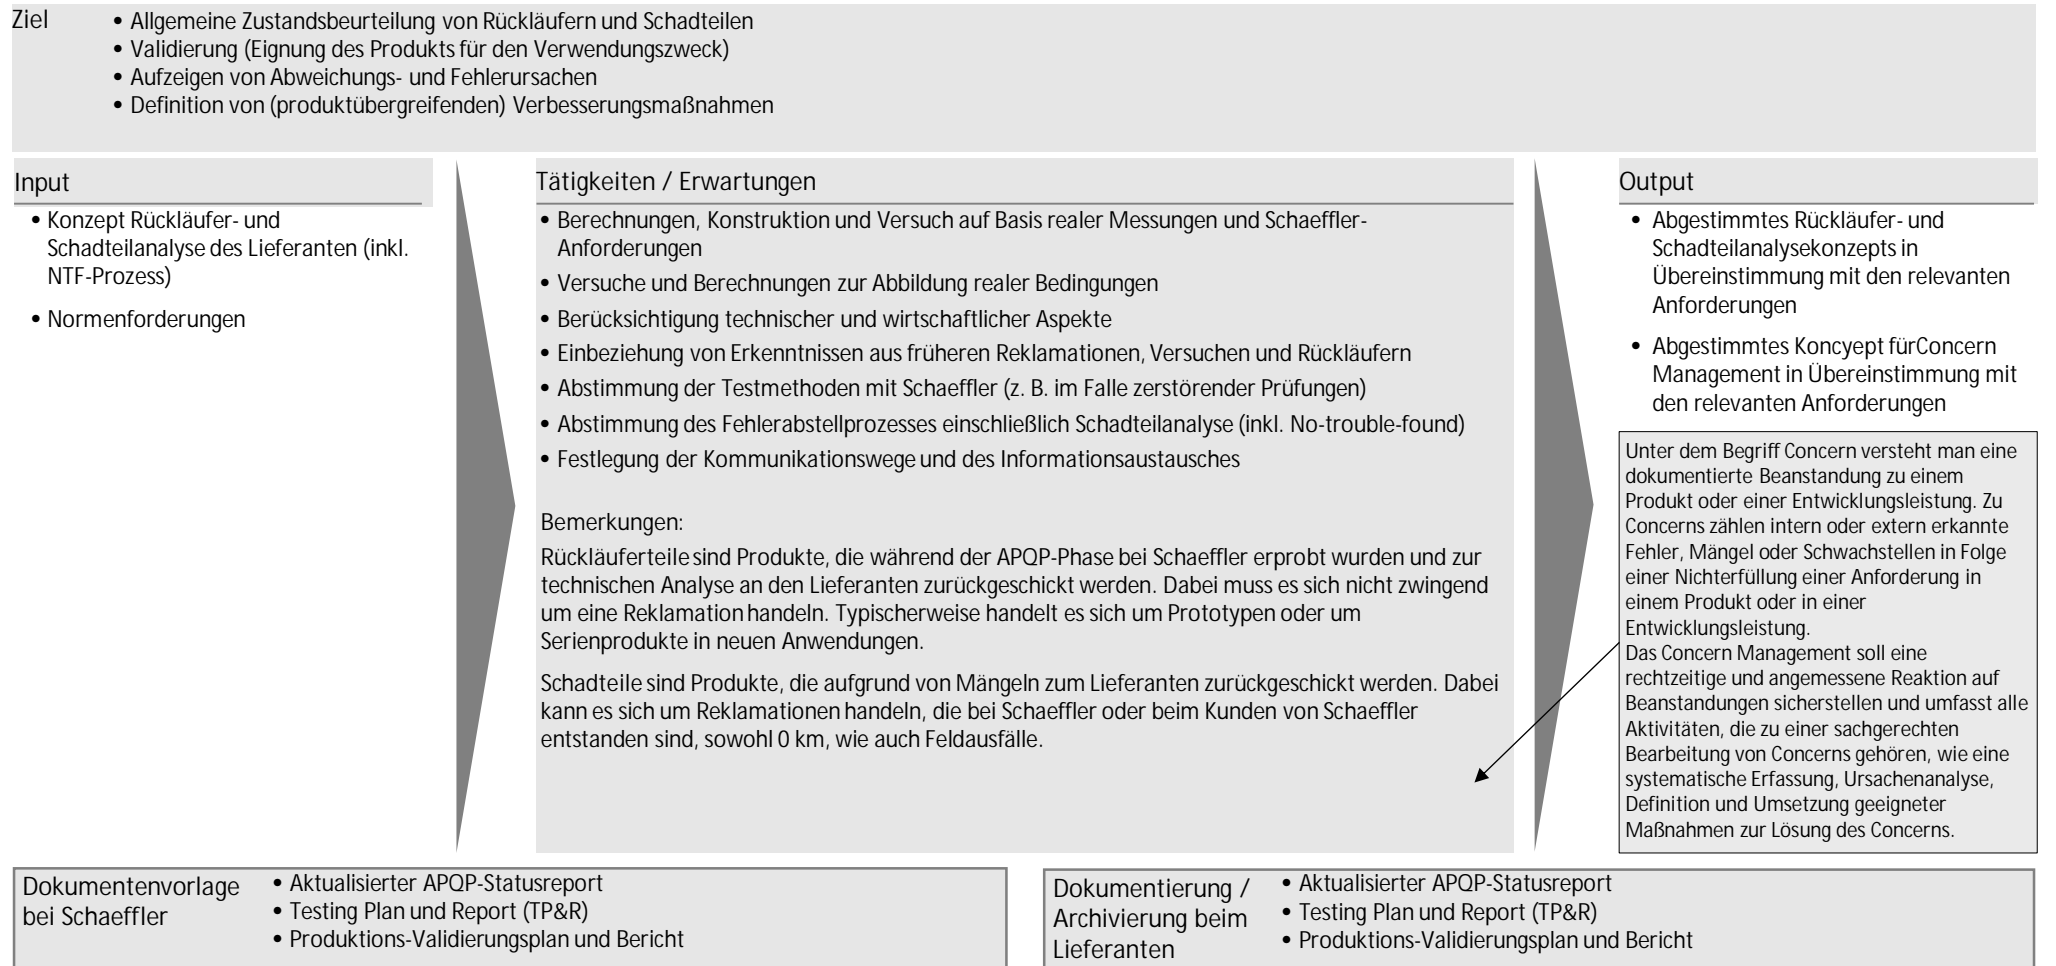 Ziel
• Allgemeine Zustandsbeurteilung von Rückläufern und Schadteilen
• Validierung (Eignung des Produkts für den Verwendungszweck)
• Aufzeigen von Abweichungs- und Fehlerursachen
• Definition von (produktübergreifenden) Verbesserungsmaßnahmen
Input
• Konzept Rückläufer- und
Schadteilanalyse des Lieferanten (inkl.
NTF-Prozess)
• Normenforderungen
Tätigkeiten / Erwartungen
• Berechnungen, Konstruktion und Versuch auf Basis realer Messungen und Schaeffler-
Anforderungen
• Versuche und Berechnungen zur Abbildung realer Bedingungen
• Berücksichtigung technischer und wirtschaftlicher Aspekte
• Einbeziehung von Erkenntnissen aus früheren Reklamationen, Versuchen und Rückläufern
• Abstimmung der Testmethoden mit Schaeffler (z. B. im Falle zerstörender Prüfungen)
• Abstimmung des Fehlerabstellprozesses einschließlich Schadteilanalyse (inkl. No-trouble-found)
• Festlegung der Kommunikationswege und des Informationsaustausches
Bemerkungen:
Rückläuferteile sind Produkte, die während der APQP-Phase bei Schaeffler erprobt wurden und zur
technischen Analyse an den Lieferanten zurückgeschickt werden. Dabei muss es sich nicht zwingend
um eine Reklamation handeln. Typischerweise handelt es sich um Prototypen oder um
Serienprodukte in neuen Anwendungen.
Schadteile sind Produkte, die aufgrund von Mängeln zum Lieferanten zurückgeschickt werden. Dabei
kann es sich um Reklamationen handeln, die bei Schaeffler oder beim Kunden von Schaeffler
entstanden sind, sowohl 0 km, wie auch Feldausfälle.
Output
• Abgestimmtes Rückläufer- und
Schadteilanalysekonzepts in
Übereinstimmung mit den relevanten
Anforderungen
• Abgestimmtes Koncyept fürConcern
Management in Übereinstimmung mit
den relevanten Anforderungen
Unter dem Begriff Concern versteht man eine
dokumentierte Beanstandung zu einem
Produkt oder einer Entwicklungsleistung. Zu
Concerns zählen intern oder extern erkannte
Fehler, Mängel oder Schwachstellen in Folge
einer Nichterfüllung einer Anforderung in
einem Produkt oder in einer
Entwicklungsleistung.
Das Concern Management soll eine
rechtzeitige und angemessene Reaktion auf
Beanstandungen sicherstellen und umfasst alle
Aktivitäten, die zu einer sachgerechten
Bearbeitung von Concerns gehören, wie eine
systematische Erfassung, Ursachenanalyse,
Definition und Umsetzung geeigneter
Maßnahmen zur Lösung des Concerns.
Dokumentenvorlage
bei Schaeffler
• Aktualisierter APQP-Statusreport
• Testing Plan und Report (TP&R)
• Produktions-Validierungsplan und Bericht
Dokumentierung /
Archivierung beim
Lieferanten
• Aktualisierter APQP-Statusreport
• Testing Plan und Report (TP&R)
• Produktions-Validierungsplan und Bericht